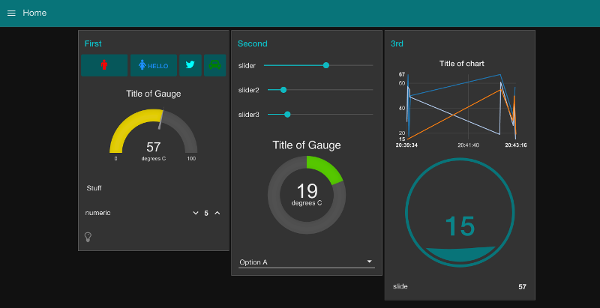 Home
First
HELLO
Title of Gauge
57
degrees C
0
100
Stuff
numeric
5
Second
slider
slider2
slider3
Title of Gauge
19
degrees C
Option A
3rd
Title of chart
67
60
40
20
15
20:39:34
20:41:40
20:43:16
15
slide
57